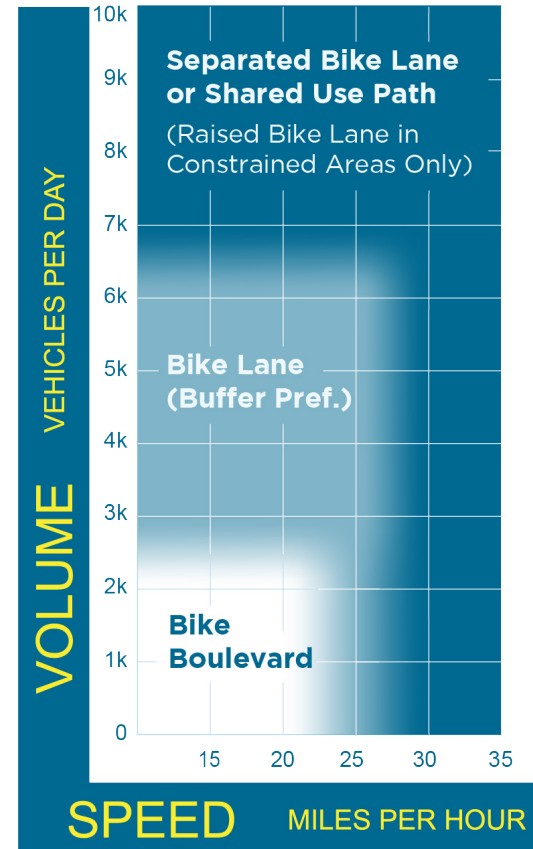 10k
9k
8k
7k
6k
5k
4k
3k
2k
1k
0
VOLUME VEHICLES PER DAY
Separated Bike Lane
or Shared Use Path
(Raised Bike Lane in
Constrained Areas Only)
Bike Lane
(Buffer Pref.)
Bike
Boulevard
15 20 25 30 35
SPEED MILES PER HOUR